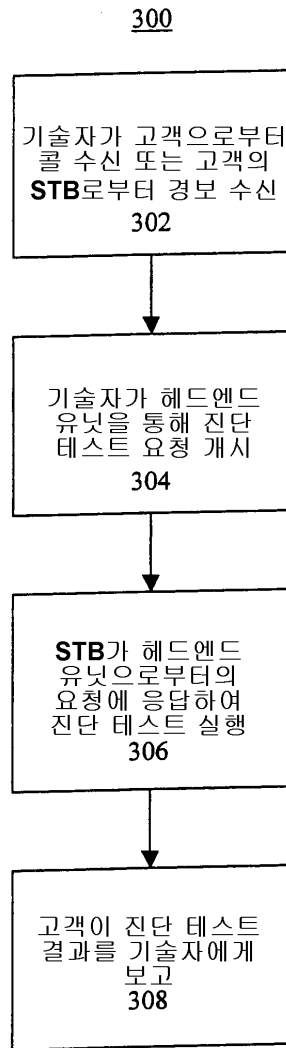 300
기술자가 고객으로부터
콜 수신 또는 고객의
STB로부터 경보 수신
302
기술자가 헤드엔드
유닛을 통해 진단
테스트 요청 개시
304
STB가 헤드엔드
유닛으로부터의
요청에 응답하여
진단 테스트 실행
306
고객이 진단 테스트
결과를 기술자에게
보고
308